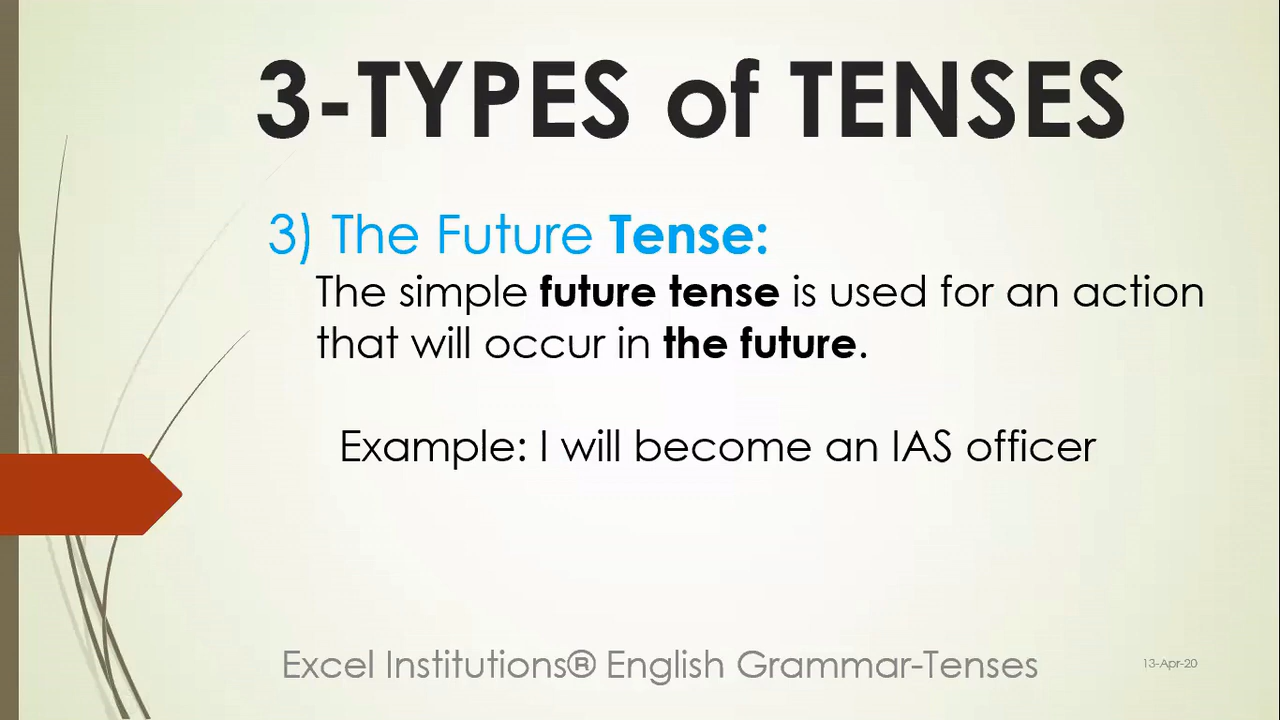 3-TYPES of TENSES
3) The Future Tense:
The simple future tense is used for an action
that will occur in the future.
Example: I will become an IAS officer
Excel Institutions® English Grammar-Tenses
13-Apr-20